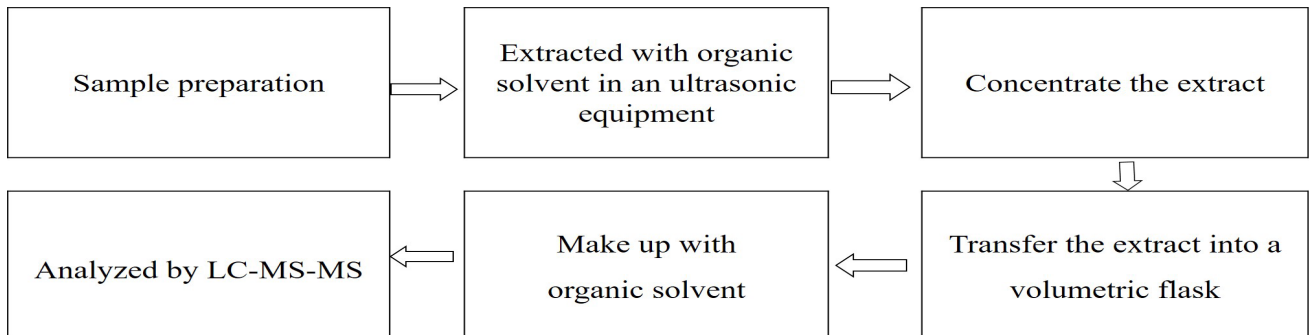 Sample preparation
Extracted with organic
solvent in an ultrasonic
equipment
Concentrate the extract
Transfer the extract into a
volumetric flask
Make up with
organic solvent
Analyzed by LC-MS-MS